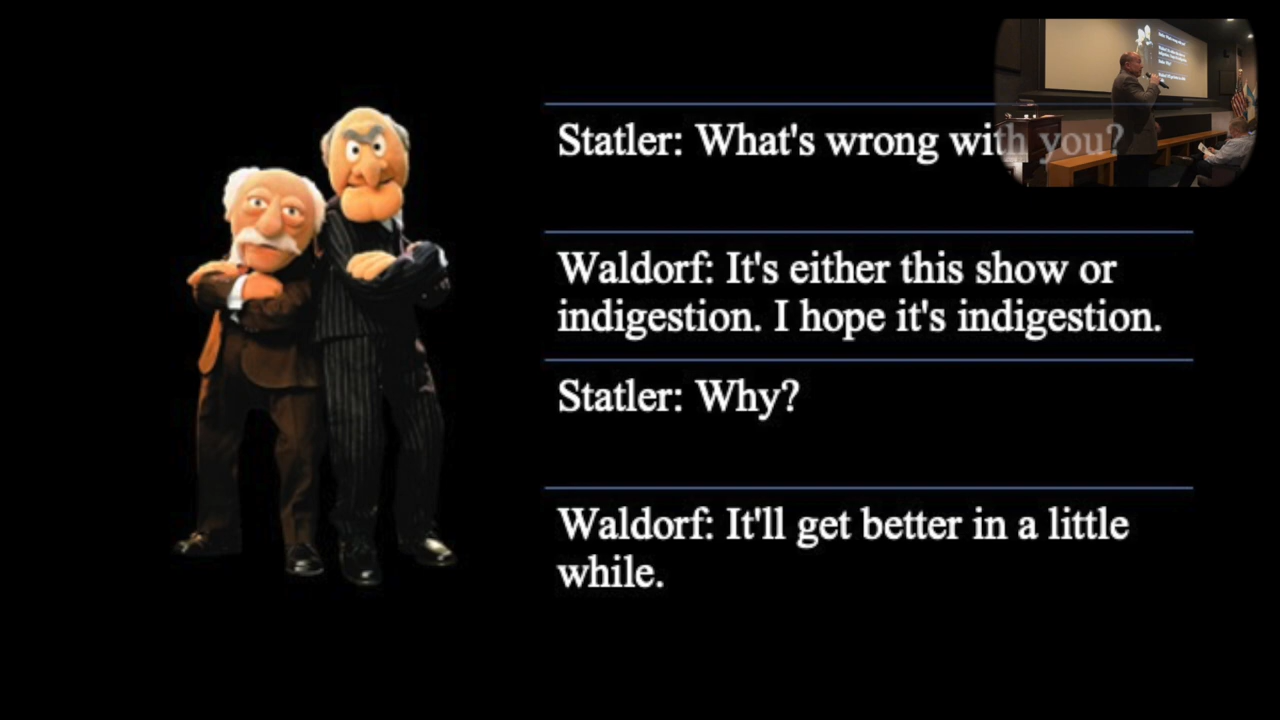 Statler: What's wrong with you?
Waldorf: It's either this show or
indigestion. I hope it's indigestion.
Statler: Why?
Waldorf: It'll get better in a little
while.